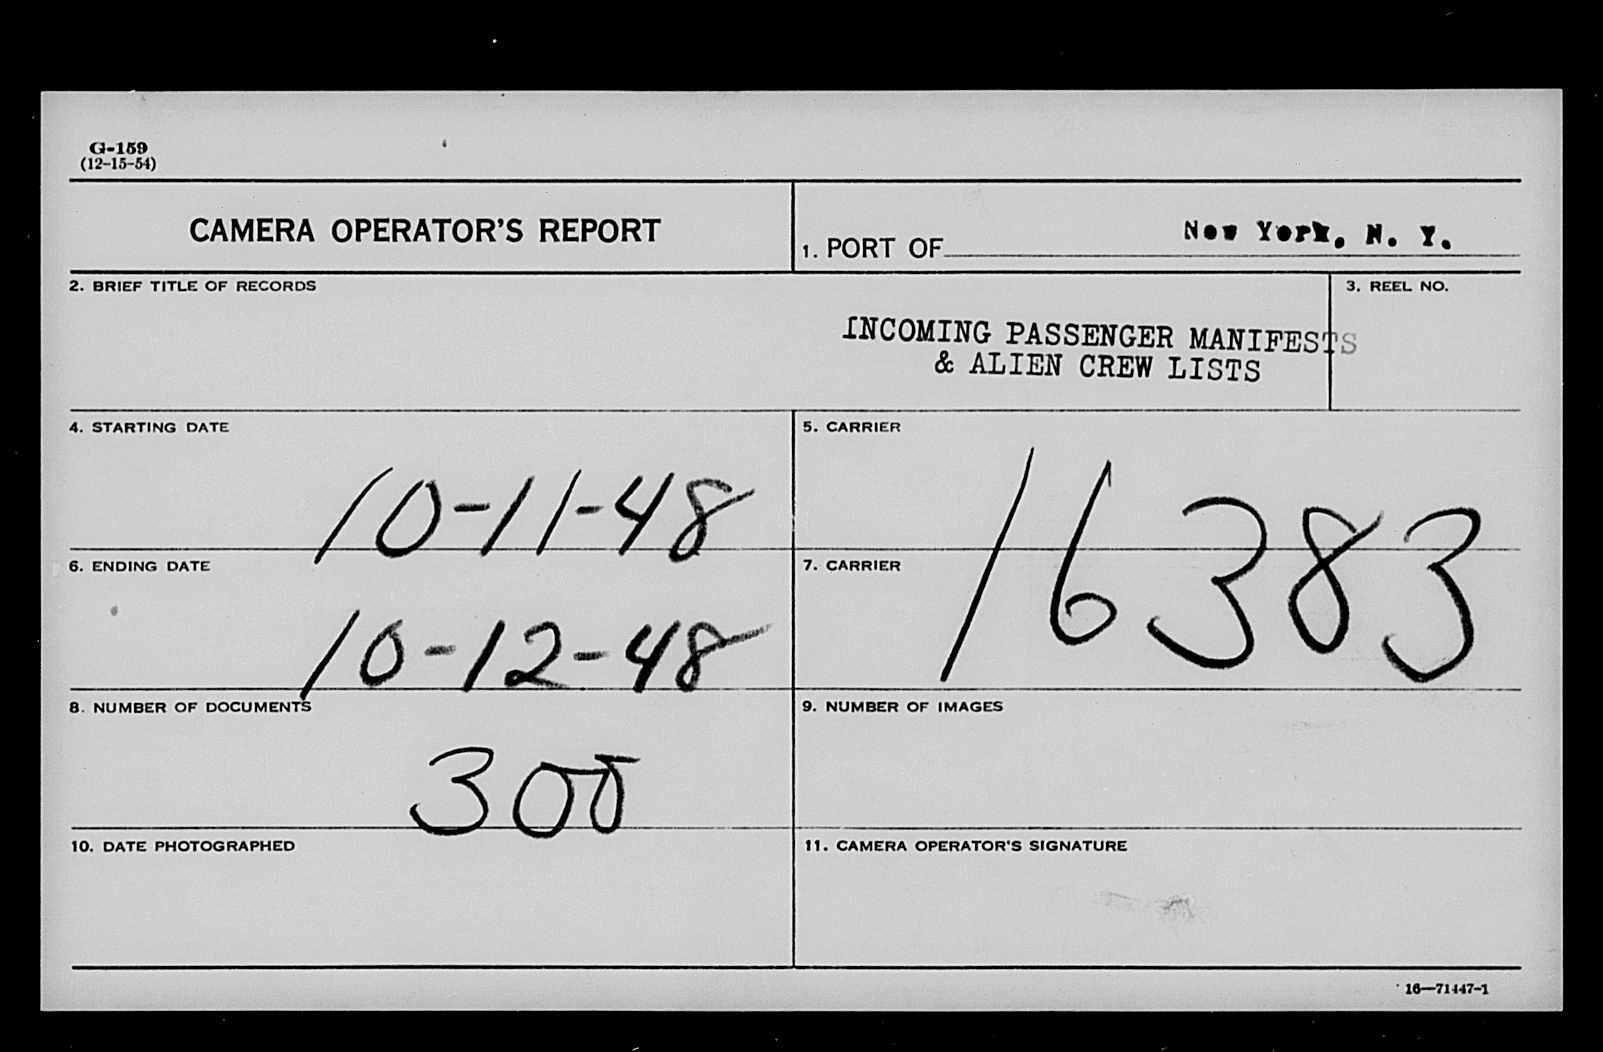 G-159
(12-15-54)
CAMERA OPERATOR'S REPORT
1. PORT OF New York, N. Y.
2. BRIEF TITLE OF RECORDS
3. REEL NO.
INCOMING PASSENGER MANIFESTS
& ALIEN CREW LISTS
4. STARTING DATE
10-11-48
5. CARRIER
16383
6. ENDING DATE
10-12-48
7. CARRIER
8. NUMBER OF DOCUMENTS
300
9. NUMBER OF IMAGES
10. DATE PHOTOGRAPHED
11. CAMERA OPERATOR'S SIGNATURE
16—71447-1